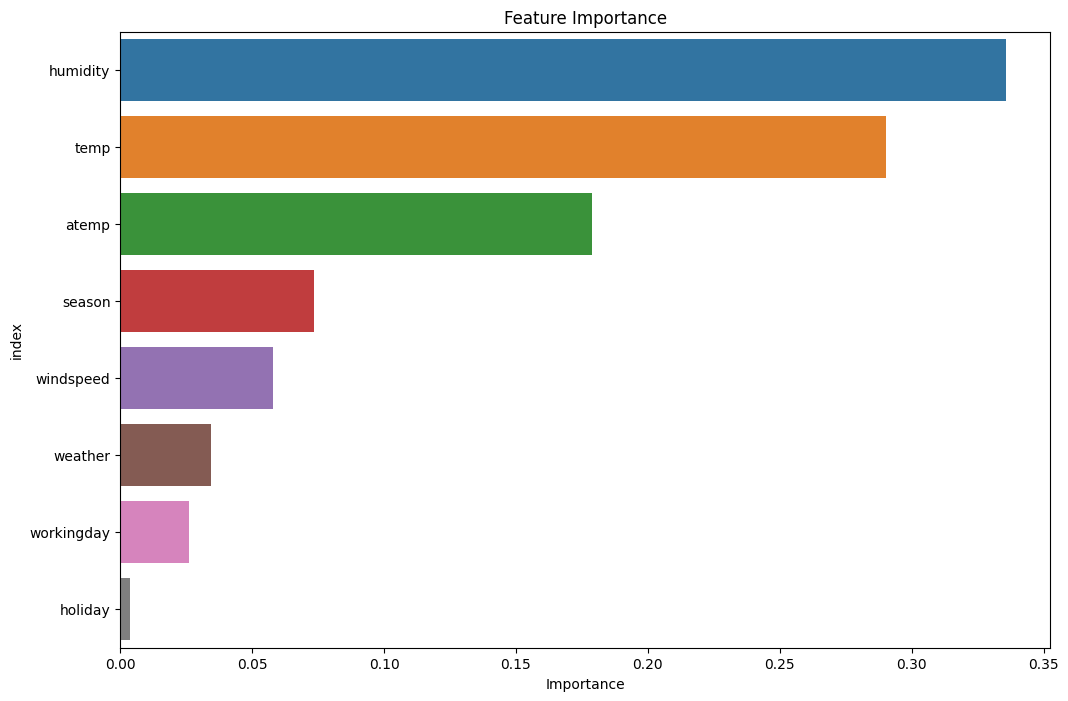 Feature Importance
humidity
temp
atemp
season
windspeed
weather
workingday
holiday
index
0.00 0.05 0.10 0.15 0.20 0.25 0.30 0.35
Importance